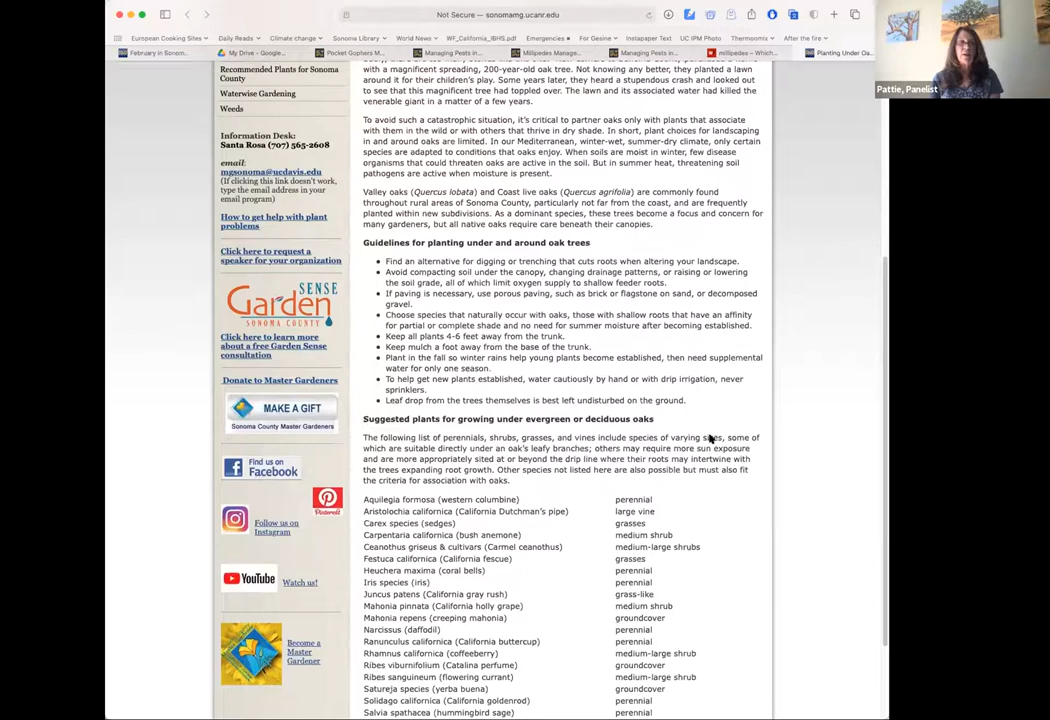 Not Secure — sonomamg.ucanr.edu
European Cooking Sites
Daily Reads
Climate change
Sonoma Library
World News
WF_California_IBHS.pdf
Emergencies
For Gesine
Instapaper Text
UC IPM Photo
Thermoomix
After the fire
February in Sonom...
My Drive - Google...
Pocket Gophers M...
Managing Pests in...
Millipedes Manage...
Managing Pests in...
millipedes – Which...
Planting Under Oa...
Pattie, Panelist
Recommended Plants for Sonoma
County
Waterwise Gardening
Weeds
Information Desk:
Santa Rosa (707) 565-2608
email:
mgsonoma@ucdavis.edu
(If clicking this link doesn't work,
type the email address in your
email program)
How to get help with plant
problems
Click here to request a
speaker for your organization
Garden SENSE
SONOMA COUNTY
Click here to learn more
about a free Garden Sense
consultation
Donate to Master Gardeners
MAKE A GIFT
Sonoma County Master Gardeners
Find us on
Facebook
Pinterest
Follow us on
Instagram
YouTube
Watch us!
Become a
Master
Gardener
with a magnificent spreading, 200-year-old oak tree. Not knowing any better, they planted a lawn
around it for their children's play. Some years later, they heard a stupendous crash and looked out
to see that this magnificent tree had toppled over. The lawn and its associated water had killed the
venerable giant in a matter of a few years.
To avoid such a catastrophic situation, it's critical to partner oaks only with plants that associate
with them in the wild or with others that thrive in dry shade. In short, plant choices for landscaping
in and around oaks are limited. In our Mediterranean, winter-wet, summer-dry climate, only certain
species are adapted to conditions that oaks enjoy. When soils are moist in winter, few disease
organisms that could threaten oaks are active in the soil. But in summer heat, threatening soil
pathogens are active when moisture is present.
Valley oaks (Quercus lobata) and Coast live oaks (Quercus agrifolia) are commonly found
throughout rural areas of Sonoma County, particularly not far from the coast, and are frequently
planted within new subdivisions. As a dominant species, these trees become a focus and concern for
many gardeners, but all native oaks require care beneath their canopies.
Guidelines for planting under and around oak trees
• Find an alternative for digging or trenching that cuts roots when altering your landscape.
• Avoid compacting soil under the canopy, changing drainage patterns, or raising or lowering
the soil grade, all of which limit oxygen supply to shallow feeder roots.
• If paving is necessary, use porous paving, such as brick or flagstone on sand, or decomposed
gravel.
• Choose species that naturally occur with oaks, those with shallow roots that have an affinity
for partial or complete shade and no need for summer moisture after becoming established.
• Keep all plants 4-6 feet away from the trunk.
• Keep mulch a foot away from the base of the trunk.
• Plant in the fall so winter rains help young plants become established, then need supplemental
water for only one season.
• To help get new plants established, water cautiously by hand or with drip irrigation, never
sprinklers.
• Leaf drop from the trees themselves is best left undisturbed on the ground.
Suggested plants for growing under evergreen or deciduous oaks
The following list of perennials, shrubs, grasses, and vines include species of varying sizes, some of
which are suitable directly under an oak's leafy branches; others may require more sun exposure
and are more appropriately sited at or beyond the drip line where their roots may intertwine with
the trees expanding root growth. Other species not listed here are also possible but must also fit
the criteria for association with oaks.
Aquilegia formosa (western columbine) perennial
Aristolochia californica (California Dutchman's pipe) large vine
Carex species (sedges) grasses
Carpentaria californica (bush anemone) medium shrub
Ceanothus griseus & cultivars (Carmel ceanothus) medium-large shrubs
Festuca californica (California fescue) grasses
Heuchera maxima (coral bells) perennial
Iris species (iris) perennial
Juncus patens (California gray rush) grass-like
Mahonia pinnata (California holly grape) medium shrub
Mahonia repens (creeping mahonia) groundcover
Narcissus (daffodil) perennial
Ranunculus californica (California buttercup) perennial
Rhamnus californica (coffeeberry) medium-large shrub
Ribes viburnifolium (Catalina perfume) groundcover
Ribes sanguineum (flowering currant) medium-large shrub
Satureja species (yerba buena) groundcover
Solidago californica (California goldenrod) perennial
Salvia spathacea (hummingbird sage) perennial